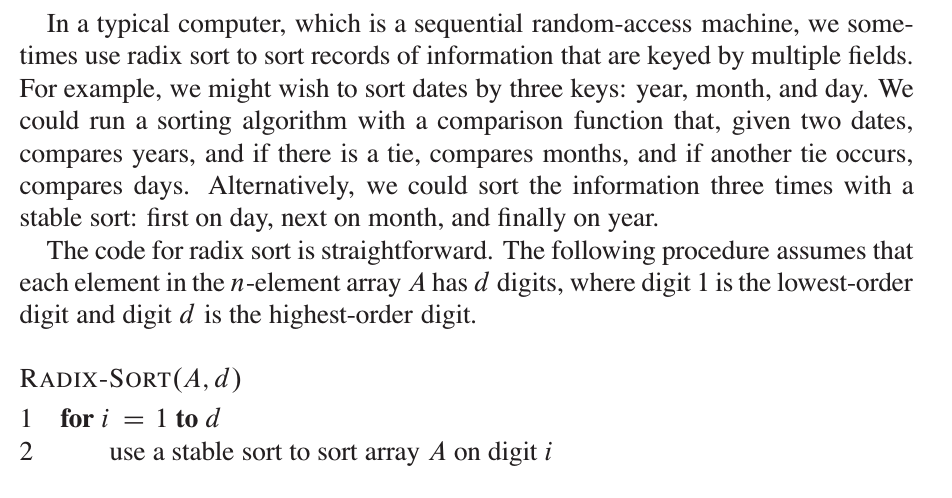 In a typical computer, which is a sequential random-access machine, we some-
times use radix sort to sort records of information that are keyed by multiple fields.
For example, we might wish to sort dates by three keys: year, month, and day. We
could run a sorting algorithm with a comparison function that, given two dates,
compares years, and if there is a tie, compares months, and if another tie occurs,
compares days. Alternatively, we could sort the information three times with a
stable sort: first on day, next on month, and finally on year.
The code for radix sort is straightforward. The following procedure assumes that
each element in the n-element array A has d digits, where digit 1 is the lowest-order
digit and digit d is the highest-order digit.
RADIX-SORT(A, d)
1 for i = 1 to d
2 use a stable sort to sort array A on digit i